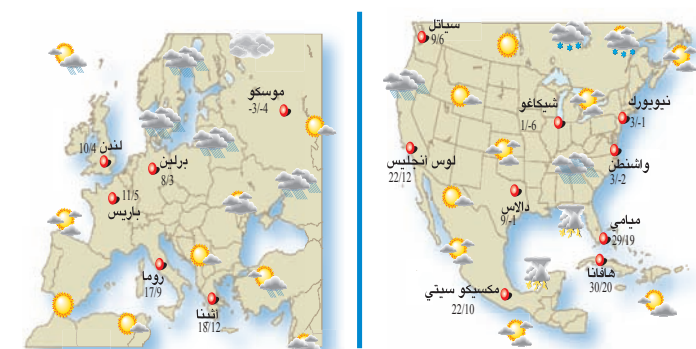 موسكو
-3/-4
لندن
10/4
برلين
8/3
11/5
باريس
روما
17/9
أثينا
18/12
سياتل
9/6
شيكاغو
1/-6
نيويورك
3/-1
لوس أنجليس
22/12
واشنطن
3/-2
دالاس
9/-1
ميامي
29/19
هافانا
30/20
مكسيكو سيتي
22/10